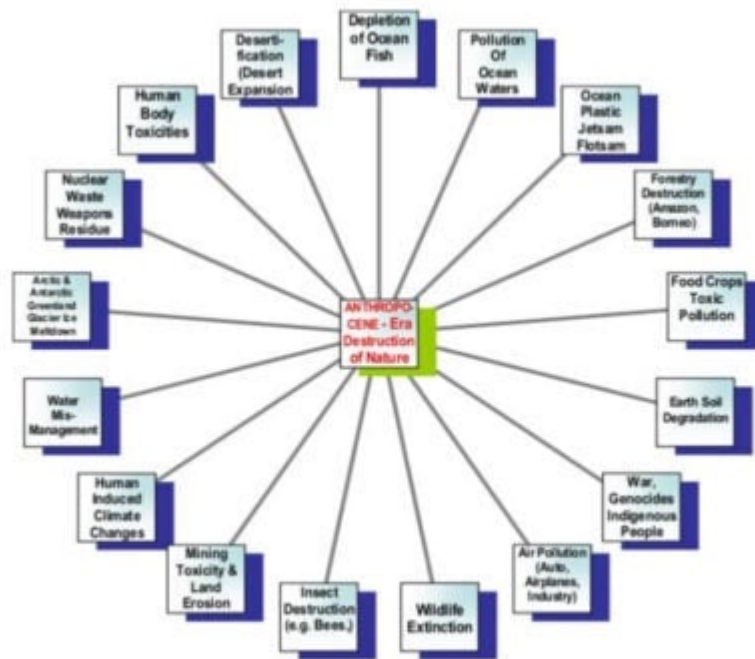 Depletion
of Ocean
Fish
Pollution
Of
Ocean
Waters
Ocean
Plastic
Jetsam
Flotsam
Forestry
Destruction
(Amazon,
Borneo)
Food Crops
Toxic
Pollution
Earth Soil
Degradation
War,
Genocides
Indigenous
People
Air Pollution
(Auto,
Airplanes,
Industry)
Wildlife
Extinction
Insect
Destruction
(e.g. Bees,)
Mining
Toxicity &
Land
Erosion
Human
Induced
Climate
Changes
Water
Mis-
Management
Arctic &
Antarctic
Greenland
Glacier Ice
Meltdown
Nuclear
Waste
Weapons
Residue
Human
Body
Toxicities
Deserti-
fication
(Desert
Expansion
ANTHROPO-
CENE - Era
Destruction
of Nature